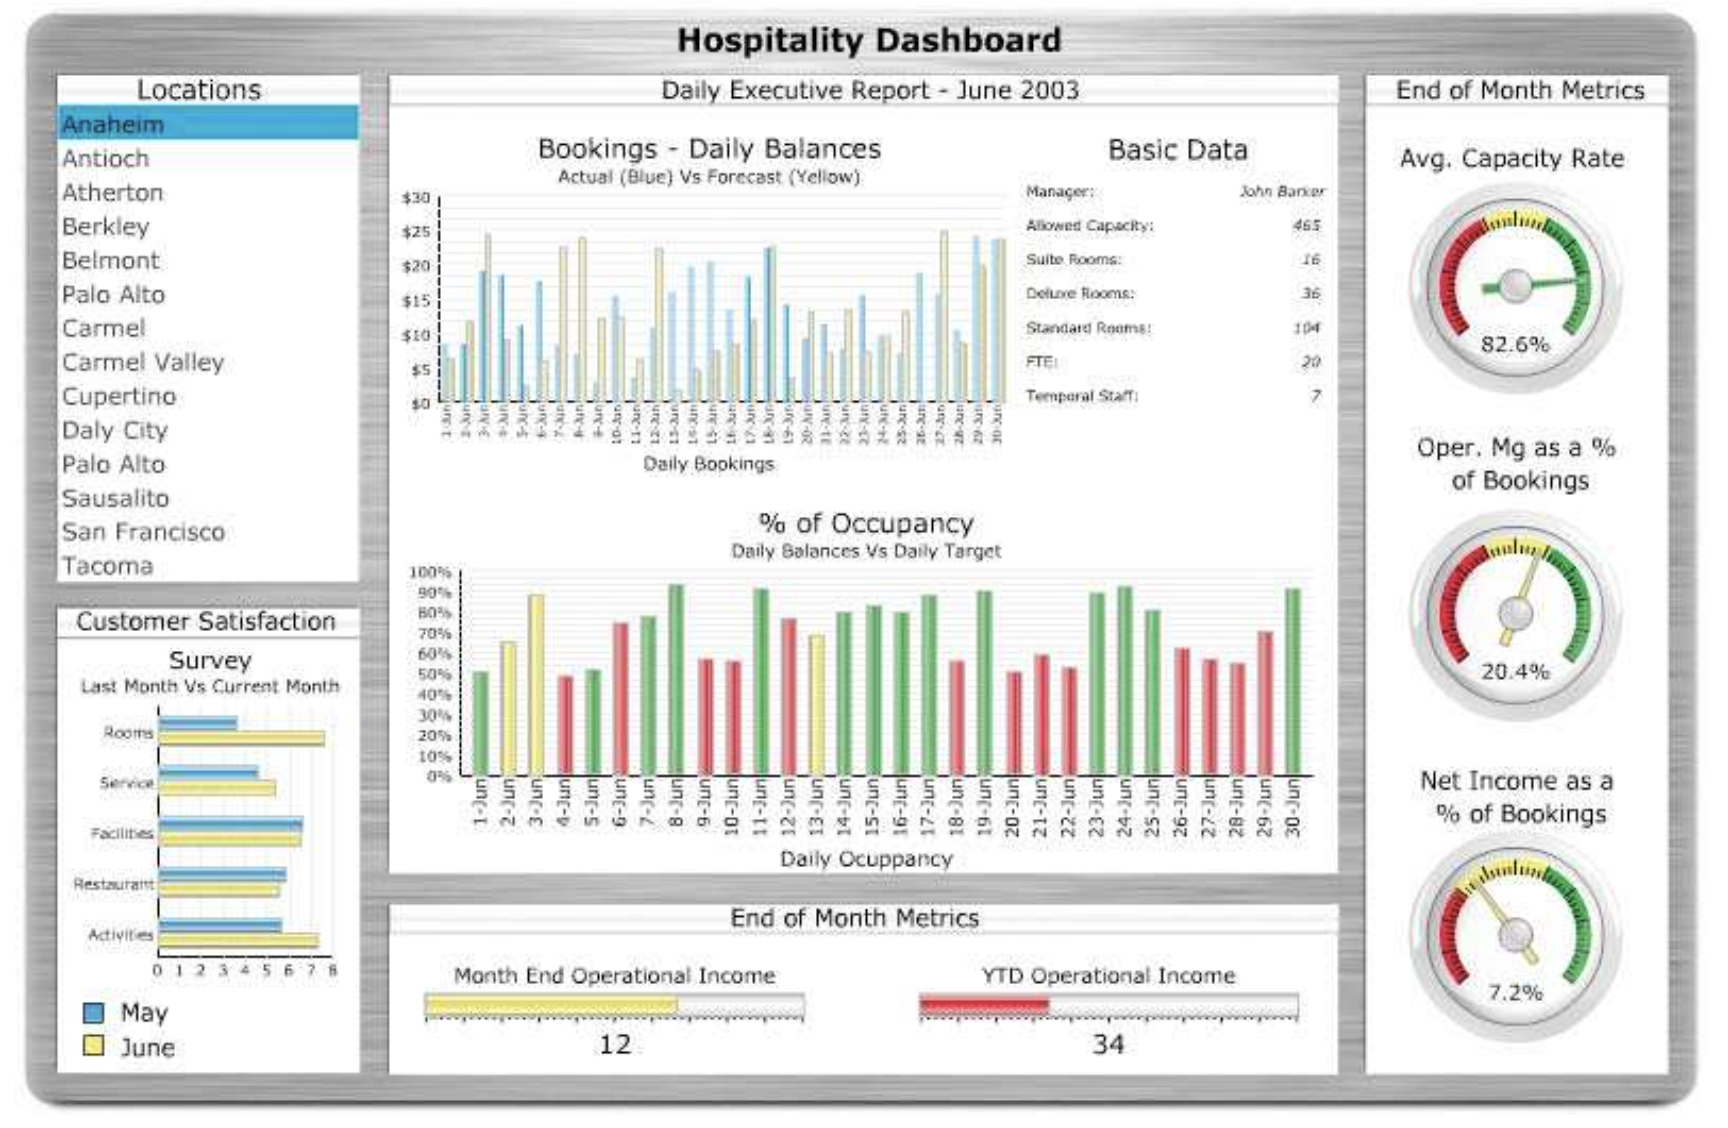 Hospitality Dashboard
Locations
Anaheim
Antioch
Atherton
Berkley
Belmont
Palo Alto
Carmel
Carmel Valley
Cupertino
Daly City
Palo Alto
Sausalito
San Francisco
Tacoma
Customer Satisfaction
Survey
Last Month Vs Current Month
Rooms
Service
Facilities
Restaurant
Activities
0 1 2 3 4 5 6 7 8
May
June
Daily Executive Report - June 2003
Bookings - Daily Balances
Actual (Blue) Vs Forecast (Yellow)
$30
$25
$20
$15
$10
$5
$0
1-Jun 2-Jun 3-Jun 4-Jun 5-Jun 6-Jun 7-Jun 8-Jun 9-Jun 10-Jun 11-Jun 12-Jun 13-Jun 14-Jun 15-Jun 16-Jun 17-Jun 18-Jun 19-Jun 20-Jun 21-Jun 22-Jun 23-Jun 24-Jun 25-Jun 26-Jun 27-Jun 28-Jun 29-Jun 30-Jun
Daily Bookings
Basic Data
Manager: John Barker
Allowed Capacity: 465
Suite Rooms: 16
Deluxe Rooms: 36
Standard Rooms: 104
FTE: 20
Temporal Staff: 7
% of Occupancy
Daily Balances Vs Daily Target
100%
90%
80%
70%
60%
50%
40%
30%
20%
10%
0%
1-Jun 2-Jun 3-Jun 4-Jun 5-Jun 6-Jun 7-Jun 8-Jun 9-Jun 10-Jun 11-Jun 12-Jun 13-Jun 14-Jun 15-Jun 16-Jun 17-Jun 18-Jun 19-Jun 20-Jun 21-Jun 22-Jun 23-Jun 24-Jun 25-Jun 26-Jun 27-Jun 28-Jun 29-Jun 30-Jun
Daily Ocuppancy
End of Month Metrics
Month End Operational Income
12
YTD Operational Income
34
End of Month Metrics
Avg. Capacity Rate
82.6%
Oper. Mg as a %
of Bookings
20.4%
Net Income as a
% of Bookings
7.2%